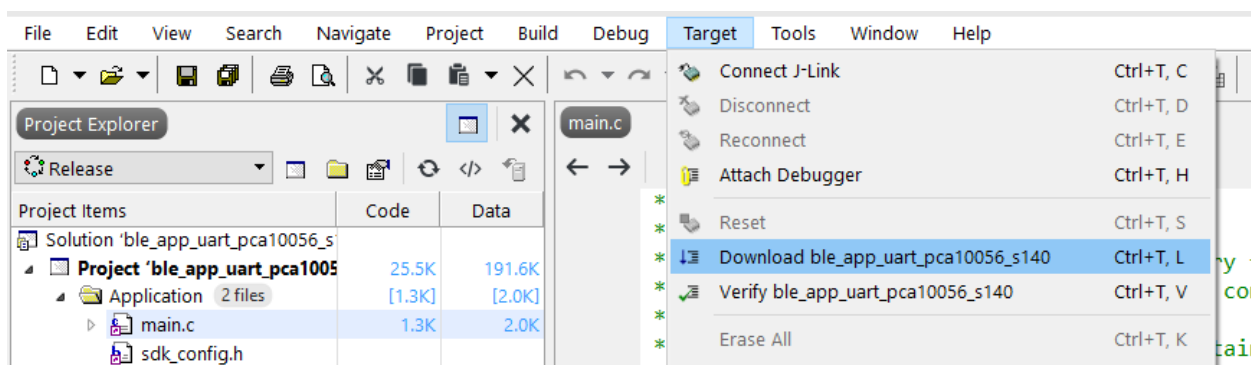 File Edit View Search Navigate Project Build Debug Target Tools Window Help
Connect J-Link Ctrl+T, C
Disconnect Ctrl+T, D
Reconnect Ctrl+T, E
Attach Debugger Ctrl+T, H
Reset Ctrl+T, S
Download ble_app_uart_pca10056_s140 Ctrl+T, L
Verify ble_app_uart_pca10056_s140 Ctrl+T, V
Erase All Ctrl+T, K
Project Explorer
Release
Project Items Code Data
Solution 'ble_app_uart_pca10056_s
Project 'ble_app_uart_pca1005 25.5K 191.6K
Application 2 files [1.3K] [2.0K]
main.c 1.3K 2.0K
sdk_config.h
main.c
*
*
*
*
*
*